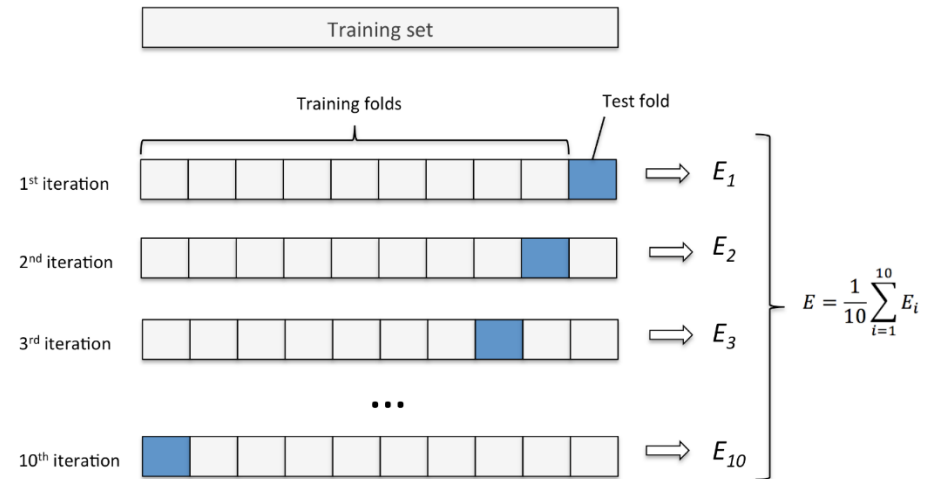 Training set
Training folds
Test fold
1st iteration
E1
2nd iteration
E2
3rd iteration
E3
E = 1/10 10∑i=1 Ei
...
10th iteration
E10